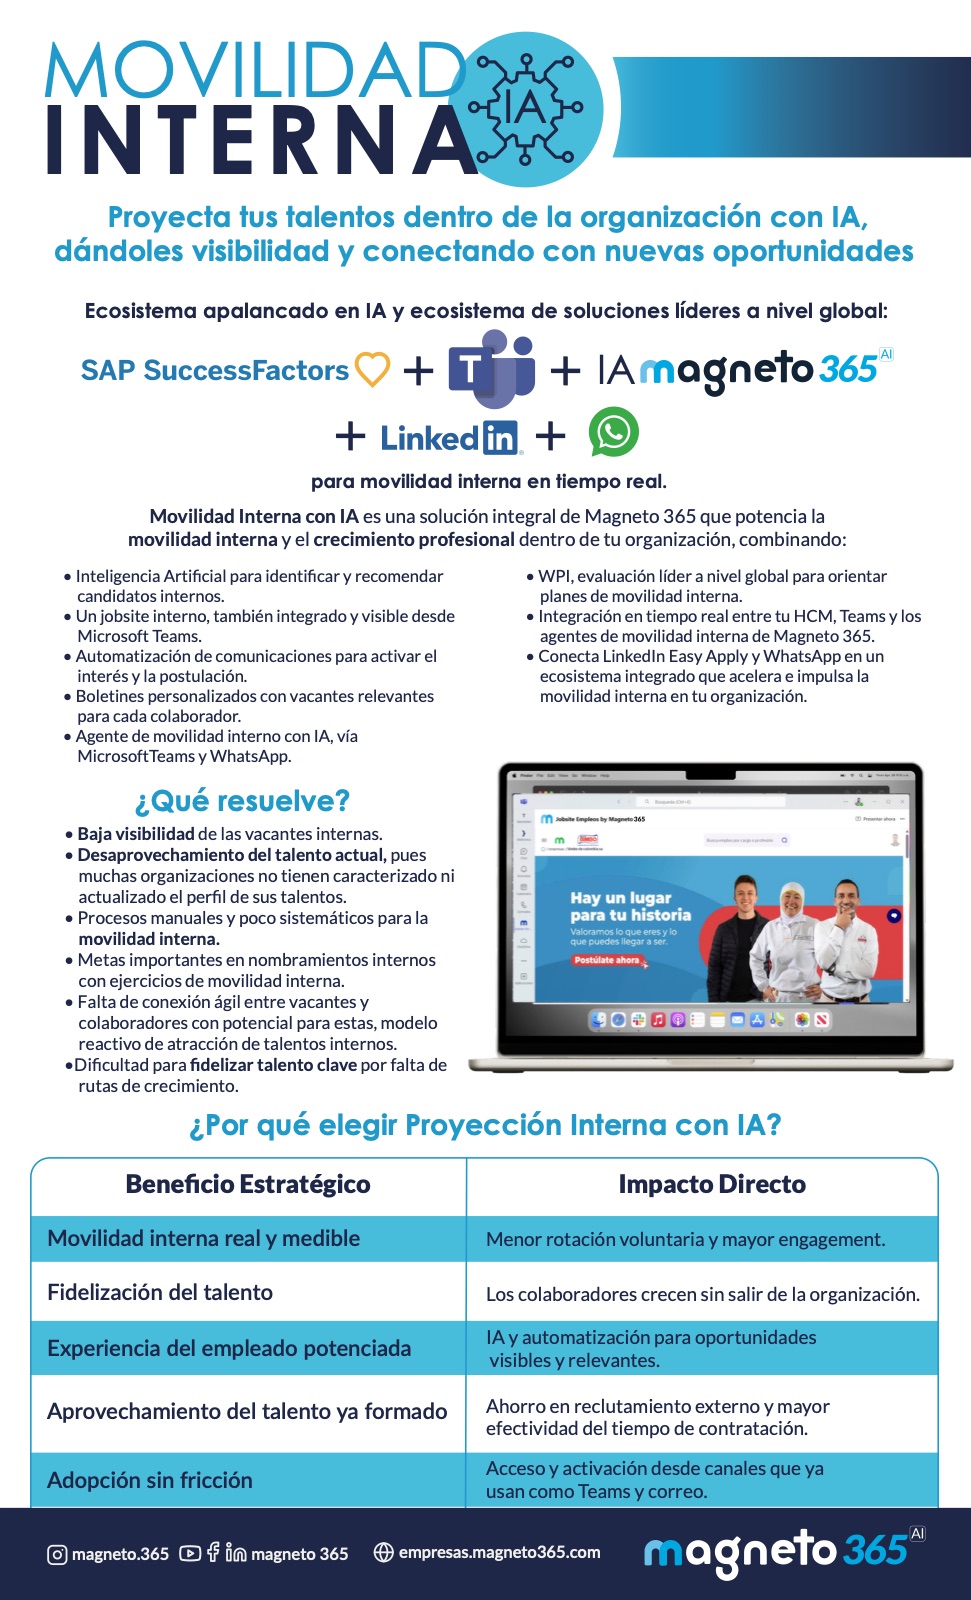 MOVILIDAD
INTERNA
IA
Proyecta tus talentos dentro de la organización con IA,
dándoles visibilidad y conectando con nuevas oportunidades
Ecosistema apalancado en IA y ecosistema de soluciones líderes a nivel global:
SAP SuccessFactors + T + IA magneto 365 AI
+ Linked in +
para movilidad interna en tiempo real.
Movilidad Interna con IA es una solución integral de Magneto 365 que potencia la
movilidad interna y el crecimiento profesional dentro de tu organización, combinando:
• Inteligencia Artificial para identificar y recomendar
candidatos internos.
• Un jobsite interno, también integrado y visible desde
Microsoft Teams.
• Automatización de comunicaciones para activar el
interés y la postulación.
• Boletines personalizados con vacantes relevantes
para cada colaborador.
• Agente de movilidad interno con IA, vía
MicrosoftTeams y WhatsApp.
• WPI, evaluación líder a nivel global para orientar
planes de movilidad interna.
• Integración en tiempo real entre tu HCM, Teams y los
agentes de movilidad interna de Magneto 365.
• Conecta LinkedIn Easy Apply y WhatsApp en un
ecosistema integrado que acelera e impulsa la
movilidad interna en tu organización.
¿Qué resuelve?
• Baja visibilidad de las vacantes internas.
• Desaprovechamiento del talento actual, pues
muchas organizaciones no tienen caracterizado ni
actualizado el perfil de sus talentos.
• Procesos manuales y poco sistemáticos para la
movilidad interna.
• Metas importantes en nombramientos internos
con ejercicios de movilidad interna.
• Falta de conexión ágil entre vacantes y
colaboradores con potencial para estas, modelo
reactivo de atracción de talentos internos.
•Dificultad para fidelizar talento clave por falta de
rutas de crecimiento.
Jobsite Empleos by Magneto365
Presentar ahora
Hay un lugar
para tu historia
Valoramos lo que eres y lo
que puedes llegar a ser.
Postúlate ahora
¿Por qué elegir Proyección Interna con IA?
Beneficio Estratégico
Impacto Directo
Movilidad interna real y medible
Menor rotación voluntaria y mayor engagement.
Fidelización del talento
Los colaboradores crecen sin salir de la organización.
Experiencia del empleado potenciada
IA y automatización para oportunidades
visibles y relevantes.
Aprovechamiento del talento ya formado
Ahorro en reclutamiento externo y mayor
efectividad del tiempo de contratación.
Adopción sin fricción
Acceso y activación desde canales que ya
usan como Teams y correo.
magneto.365 magneto 365 empresas.magneto365.com
magneto 365 AI